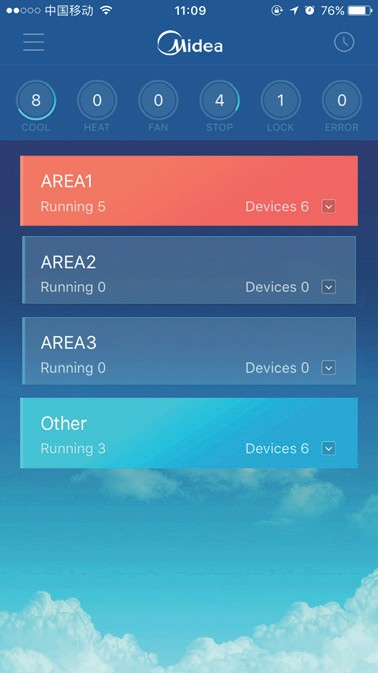 中国移动 11:09 76%
Midea
8 0 0 4 1 0
COOL HEAT FAN STOP LOCK ERROR
AREA1
Running 5 Devices 6
AREA2
Running 0 Devices 0
AREA3
Running 0 Devices 0
Other
Running 3 Devices 6